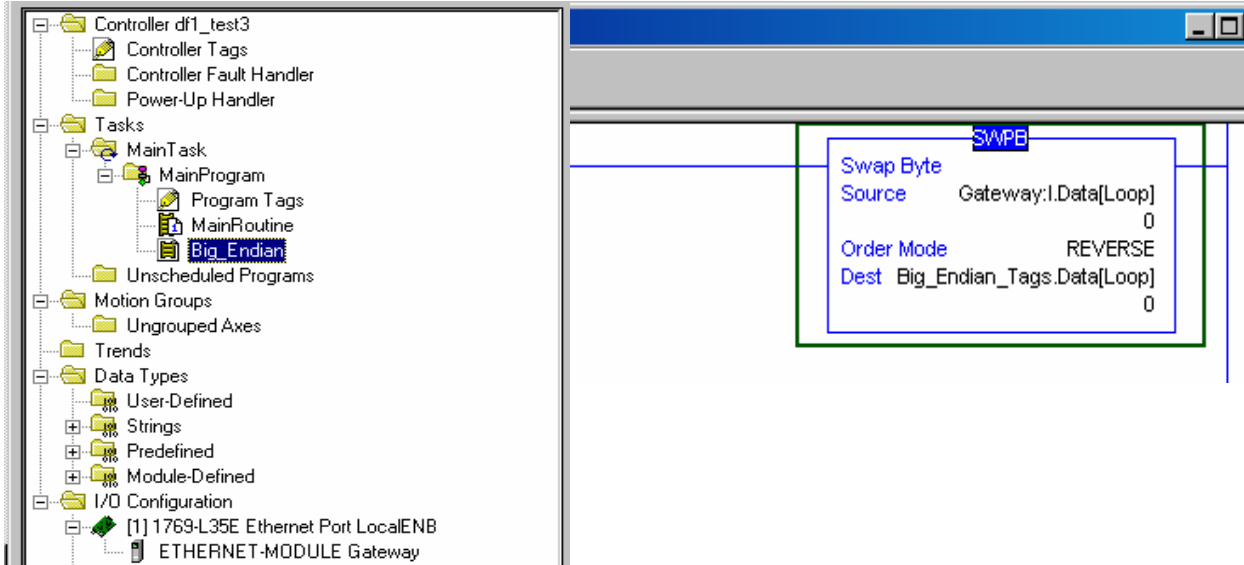 Controller df1_test3
Controller Tags
Controller Fault Handler
Power-Up Handler
Tasks
MainTask
MainProgram
Program Tags
MainRoutine
Big_Endian
Unscheduled Programs
Motion Groups
Ungrouped Axes
Trends
Data Types
User-Defined
Strings
Predefined
Module-Defined
I/O Configuration
[1] 1769-L35E Ethernet Port LocalENB
ETHERNET-MODULE Gateway
SWPB
Swap Byte
Source Gateway:I.Data[Loop]
0
Order Mode REVERSE
Dest Big_Endian_Tags.Data[Loop]
0